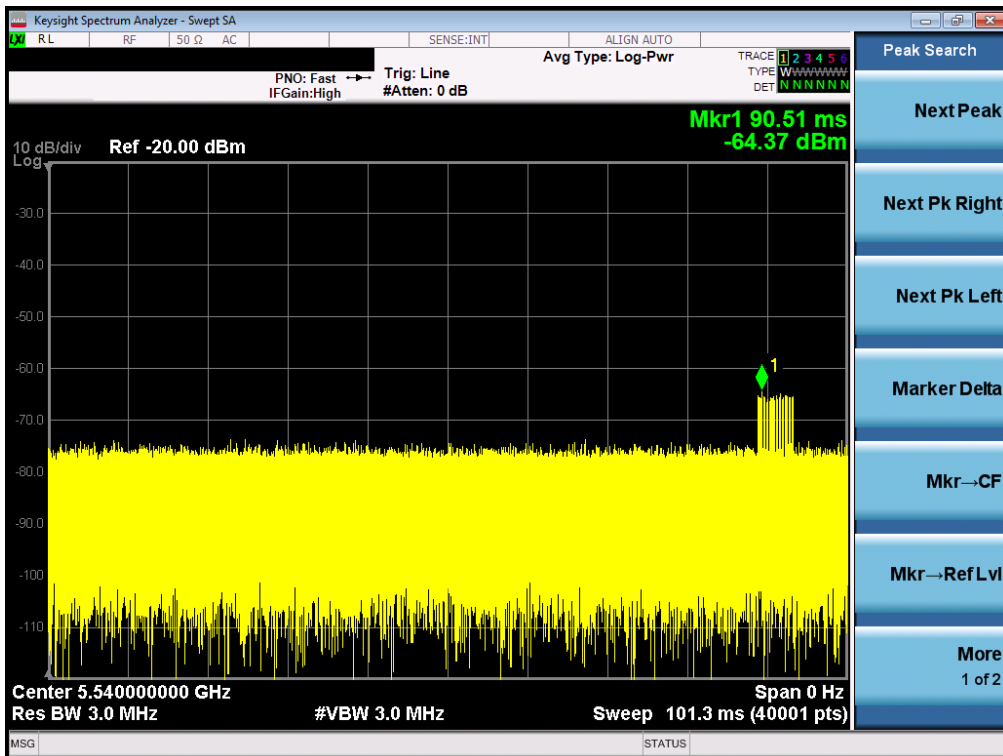 Keysight Spectrum Analyzer - Swept SA
LXI RL RF 50 Ω AC SENSE:INT ALIGN AUTO
PNO: Fast Trig: Line Avg Type: Log-Pwr TRACE 1 2 3 4 5 6
IFGain:High #Atten: 0 dB TYPE WWWWWW
DET N N N N N N
Mkr1 90.51 ms
-64.37 dBm
10 dB/div Ref -20.00 dBm
Log
-30.0
-40.0
-50.0
-60.0
1
-70.0
-80.0
-90.0
-100
-110
Center 5.540000000 GHz Span 0 Hz
Res BW 3.0 MHz #VBW 3.0 MHz Sweep 101.3 ms (40001 pts)
MSG STATUS
Peak Search
Next Peak
Next Pk Right
Next Pk Left
Marker Delta
Mkr→CF
Mkr→Ref Lvl
More
1 of 2